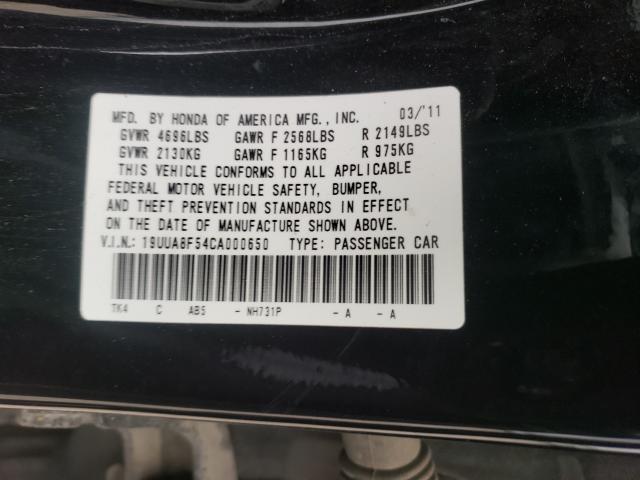 MFD. BY HONDA OF AMERICA MFG., INC. 03/'11
GVWR 4696LBS GAWR F 2568LBS R 2149LBS
GVWR 2130KG GAWR F 1165KG R 975KG
THIS VEHICLE CONFORMS TO ALL APPLICABLE
FEDERAL MOTOR VEHICLE SAFETY, BUMPER,
AND THEFT PREVENTION STANDARDS IN EFFECT
ON THE DATE OF MANUFACTURE SHOWN ABOVE.
V.I.N.: 19UUA8F54CA000650 TYPE: PASSENGER CAR
TK4 C ABS - NH731P - A - A